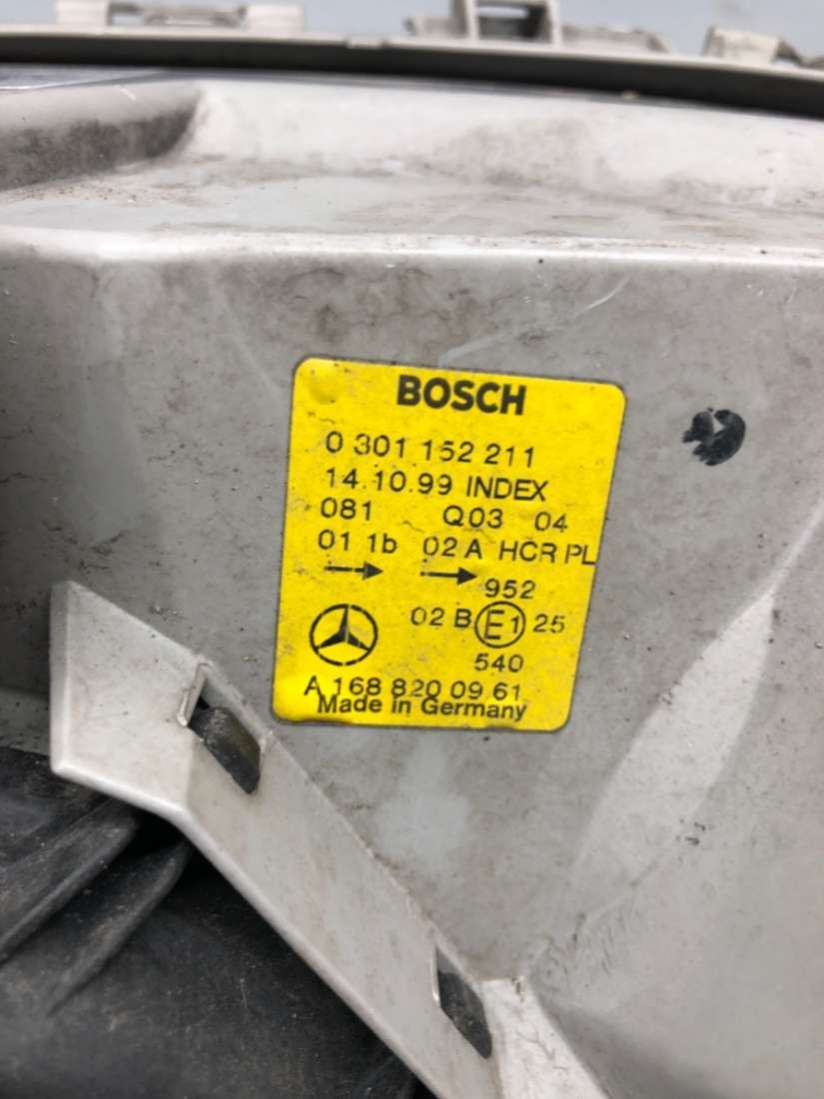 BOSCH
0 301 152 211
14.10.99 INDEX
081 Q03 04
01 1b 02 A HCR PL
952
02 B E1 25
540
A 168 820 09 61
Made in Germany